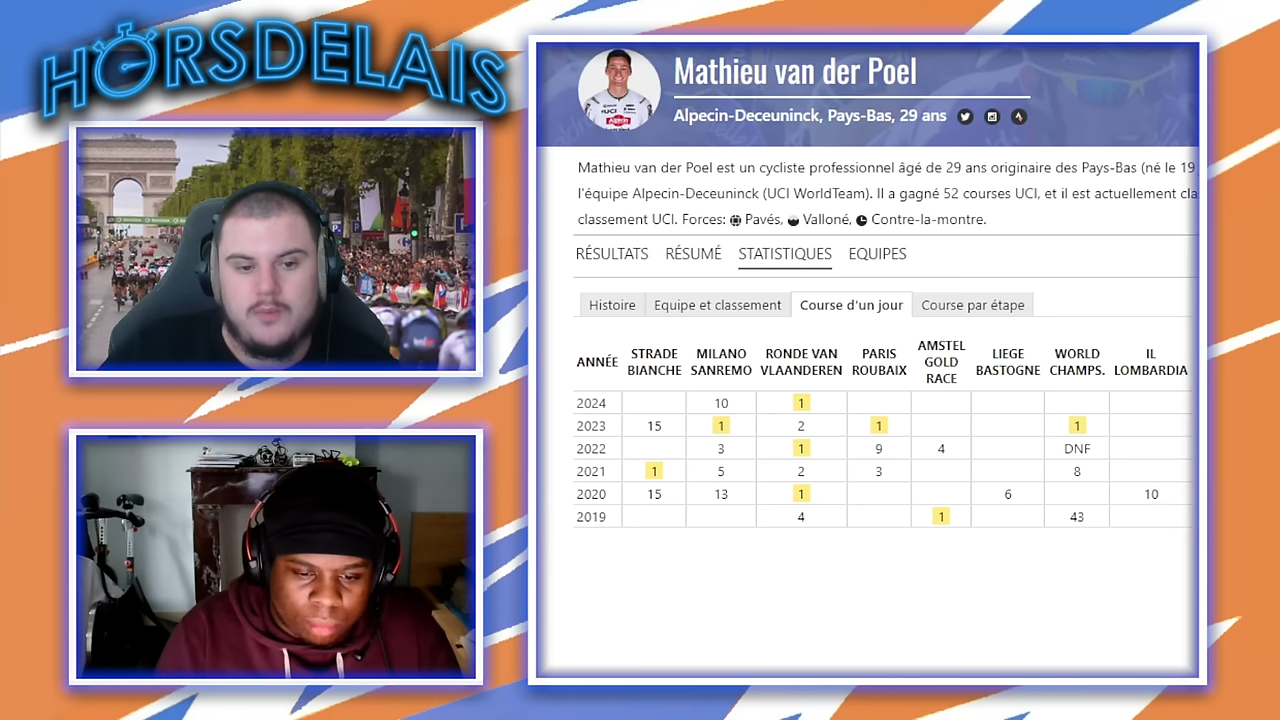 HORSDELAIS
Mathieu van der Poel
Alpecin-Deceuninck, Pays-Bas, 29 ans
Mathieu van der Poel est un cycliste professionnel âgé de 29 ans originaire des Pays-Bas (né le 19
l'équipe Alpecin-Deceuninck (UCI WorldTeam). Il a gagné 52 courses UCI, et il est actuellement cla
classement UCI. Forces: Pavés, Valloné, Contre-la-montre.
RÉSULTATS RÉSUMÉ STATISTIQUES EQUIPES
Histoire Equipe et classement Course d'un jour Course par étape
ANNÉE STRADE BIANCHE MILANO SANREMO RONDE VAN VLAANDEREN PARIS ROUBAIX AMSTEL GOLD RACE LIEGE BASTOGNE WORLD CHAMPS. IL LOMBARDIA
2024 10 1
2023 15 1 2 1 1
2022 3 1 9 4 DNF
2021 1 5 2 3 8
2020 15 13 1 6 10
2019 4 1 43